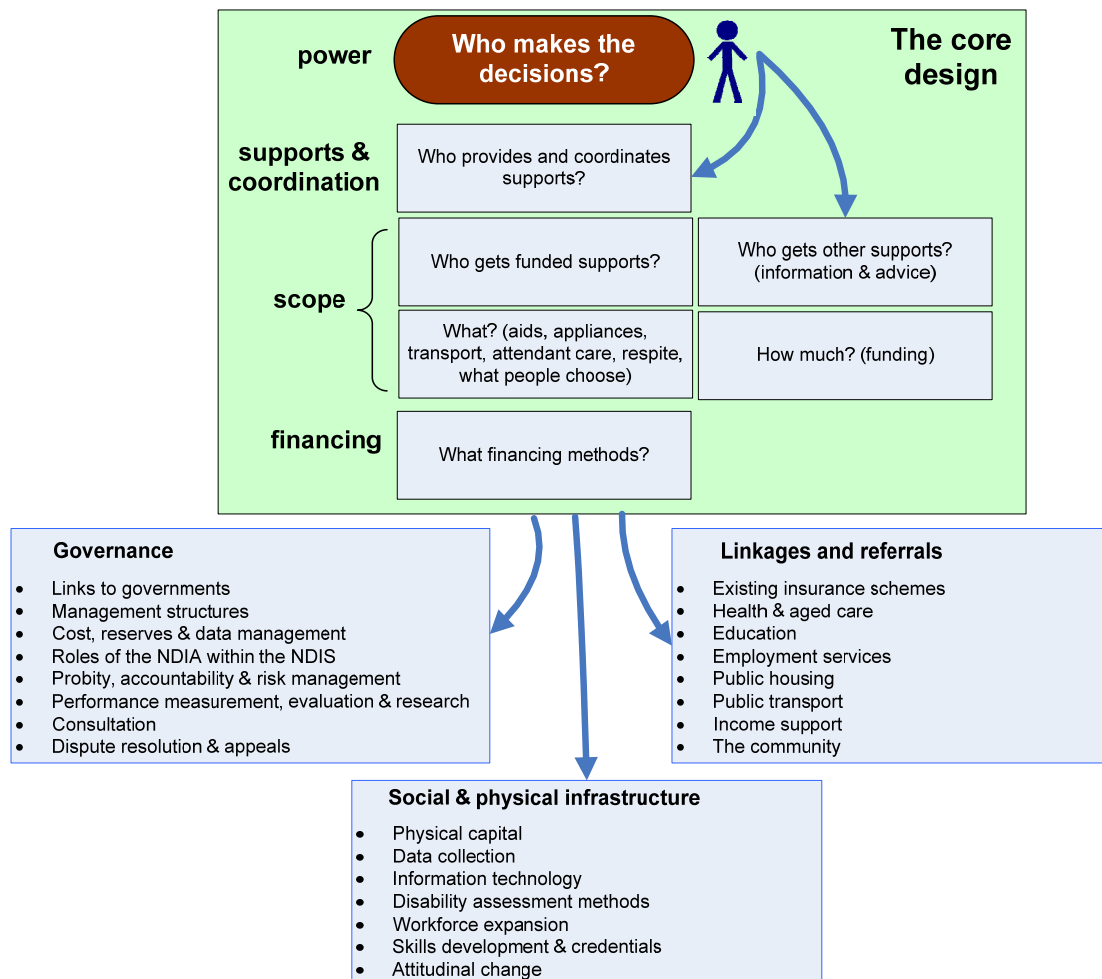 power
Who makes the
decisions?
The core
design
supports &
coordination
Who provides and coordinates
supports?
scope
Who gets funded supports?
Who gets other supports?
(information & advice)
What? (aids, appliances,
transport, attendant care, respite,
what people choose)
How much? (funding)
financing
What financing methods?
Governance
• Links to governments
• Management structures
• Cost, reserves & data management
• Roles of the NDIA within the NDIS
• Probity, accountability & risk management
• Performance measurement, evaluation & research
• Consultation
• Dispute resolution & appeals
Linkages and referrals
• Existing insurance schemes
• Health & aged care
• Education
• Employment services
• Public housing
• Public transport
• Income support
• The community
Social & physical infrastructure
• Physical capital
• Data collection
• Information technology
• Disability assessment methods
• Workforce expansion
• Skills development & credentials
• Attitudinal change